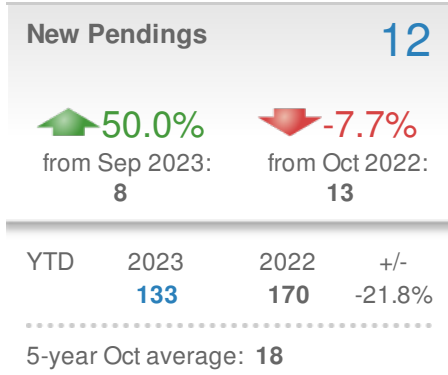 New Pendings 12
50.0% -7.7%
from Sep 2023: from Oct 2022:
8 13
YTD 2023 2022 +/-
133 170 -21.8%
5-year Oct average: 18